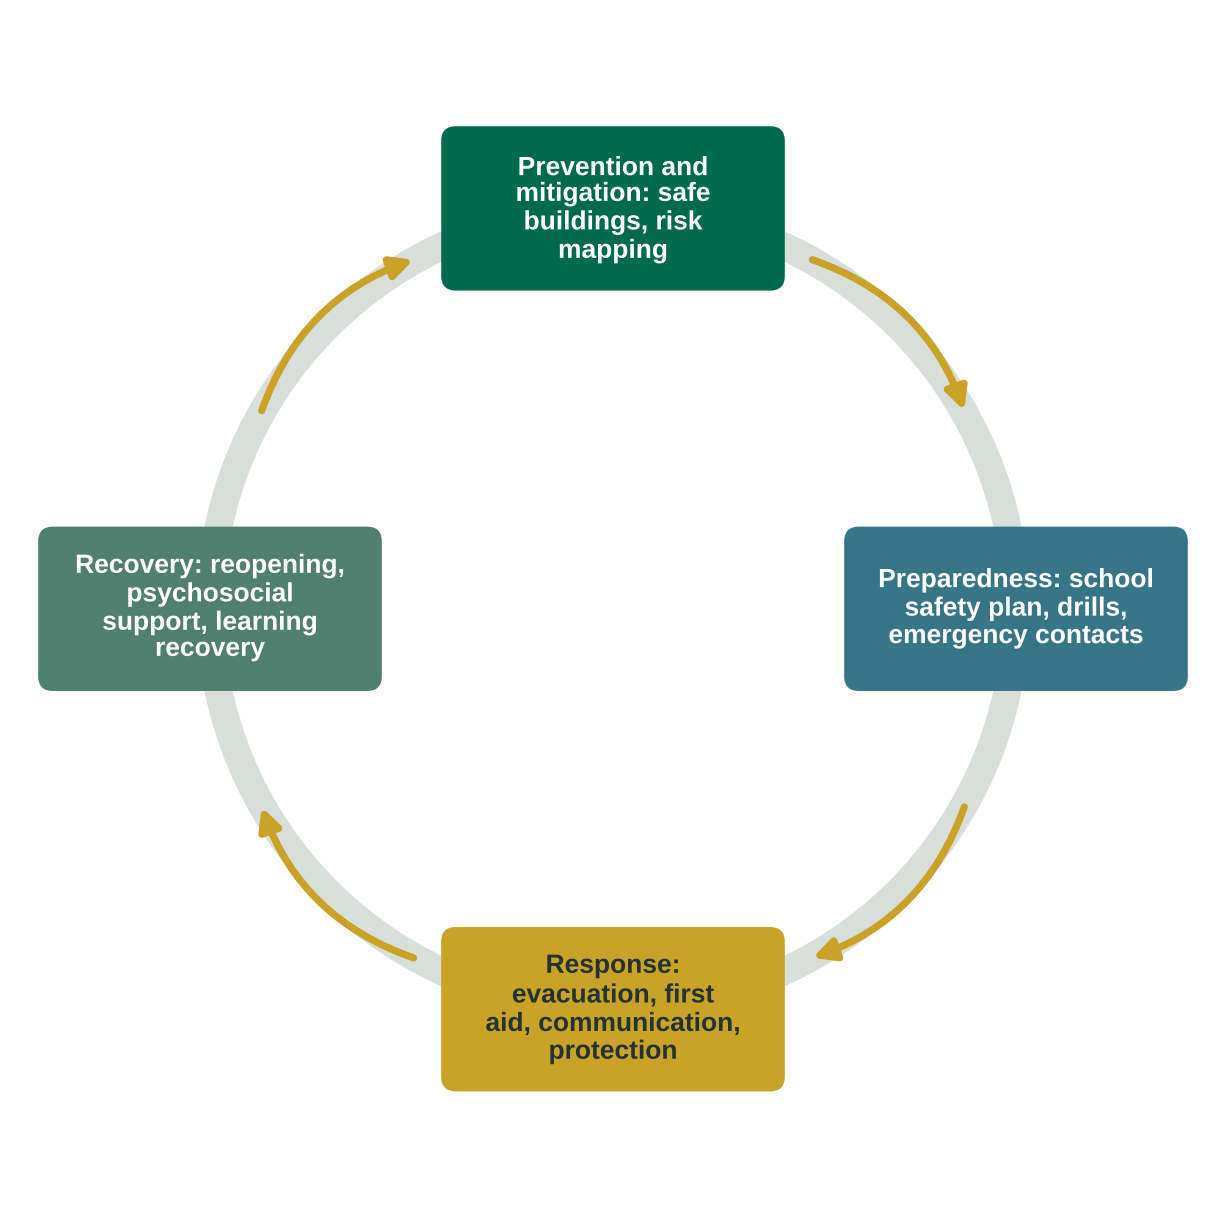 Prevention and
mitigation: safe
buildings, risk
mapping
Preparedness: school
safety plan, drills,
emergency contacts
Response:
evacuation, first
aid, communication,
protection
Recovery: reopening,
psychosocial
support, learning
recovery